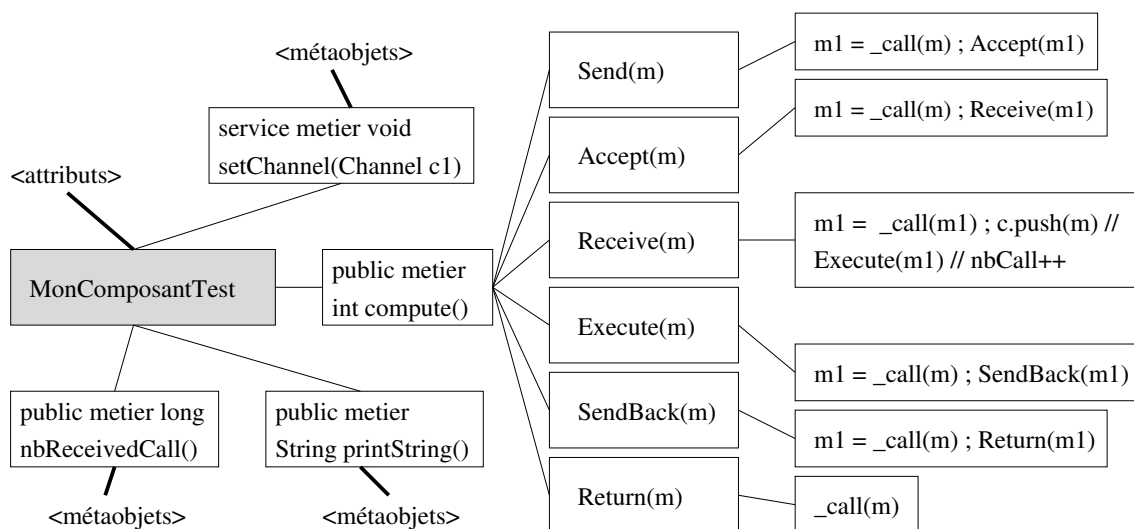 <métaobjets>
service metier void
setChannel(Channel c1)
<attributs>
MonComposantTest
public metier
int compute()
public metier long
nbReceivedCall()
<métaobjets>
public metier
String printString()
<métaobjets>
Send(m)
m1 = _call(m) ; Accept(m1)
Accept(m)
m1 = _call(m) ; Receive(m1)
Receive(m)
m1 = _call(m1) ; c.push(m) //
Execute(m1) // nbCall++
Execute(m)
m1 = _call(m) ; SendBack(m1)
SendBack(m)
m1 = _call(m) ; Return(m1)
Return(m)
_call(m)